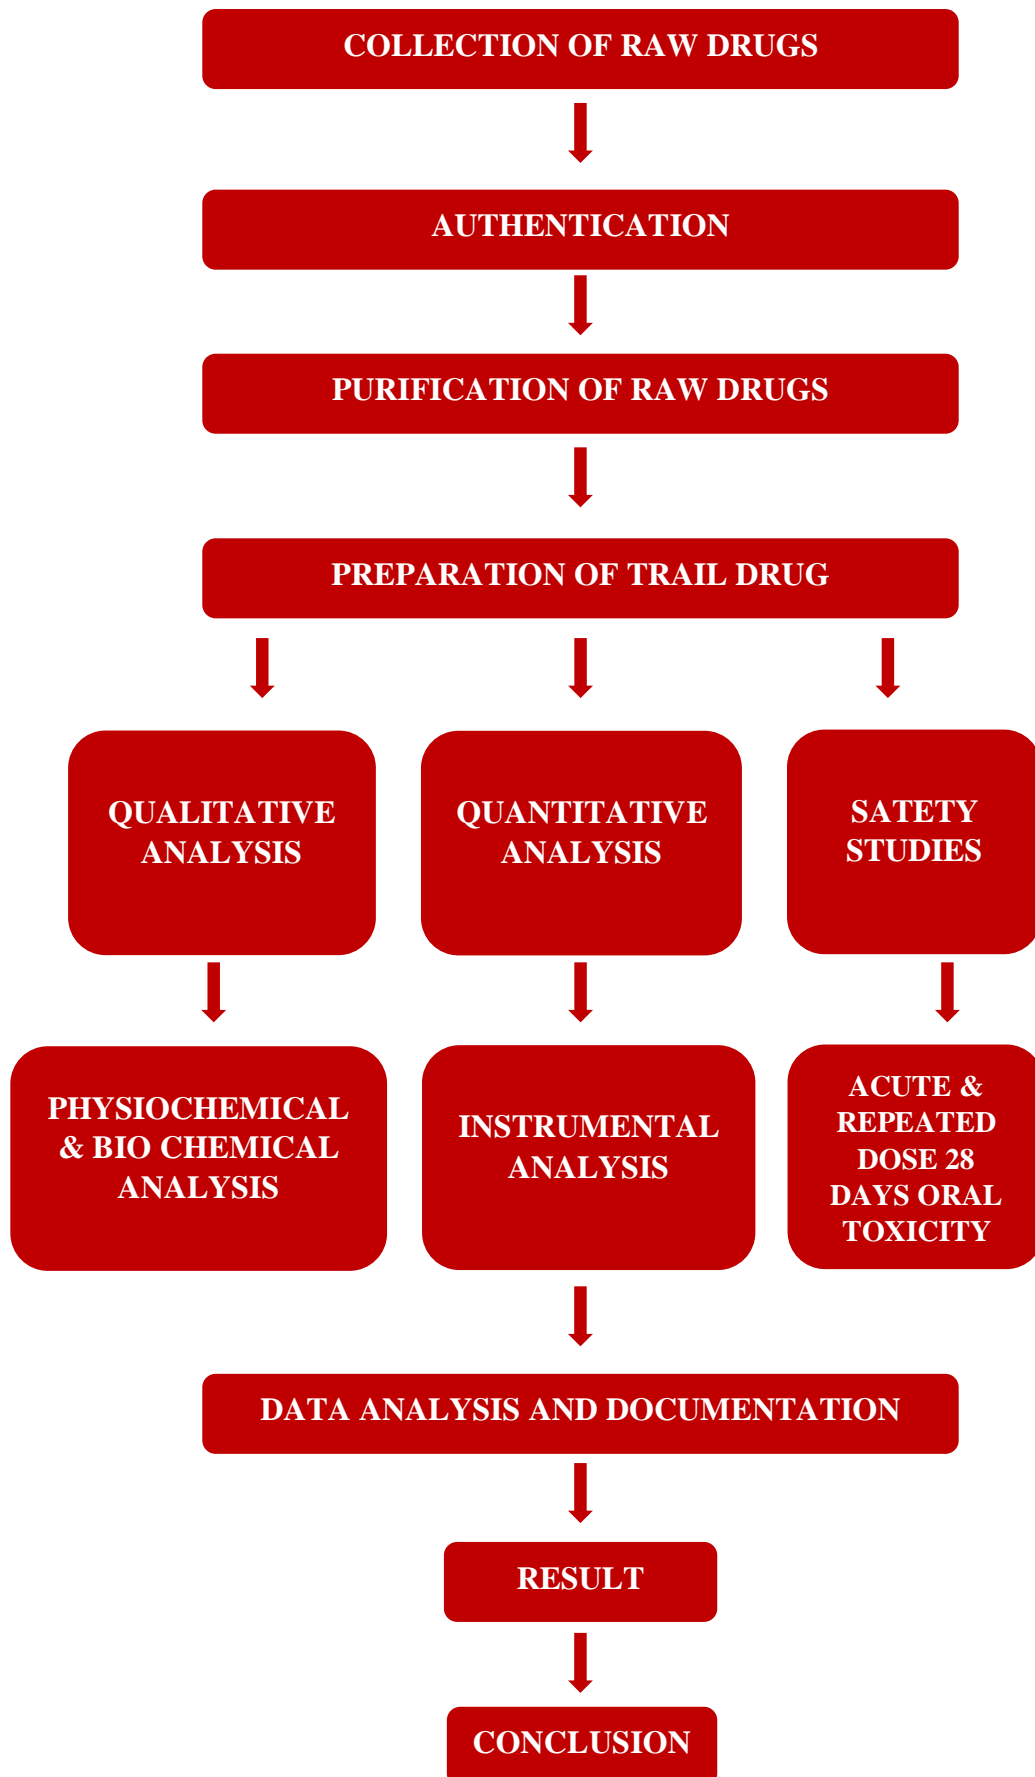 COLLECTION OF RAW DRUGS
AUTHENTICATION
PURIFICATION OF RAW DRUGS
PREPARATION OF TRAIL DRUG
QUALITATIVE
ANALYSIS
QUANTITATIVE
ANALYSIS
SATETY
STUDIES
PHYSIOCHEMICAL
& BIO CHEMICAL
ANALYSIS
INSTRUMENTAL
ANALYSIS
ACUTE &
REPEATED
DOSE 28
DAYS ORAL
TOXICITY
DATA ANALYSIS AND DOCUMENTATION
RESULT
CONCLUSION